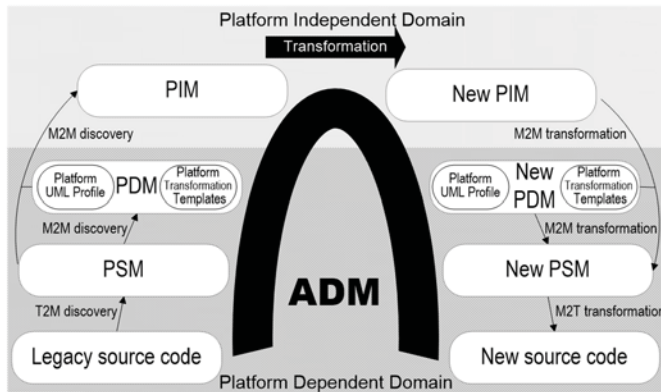 Platform Independent Domain
Transformation
PIM
New PIM
M2M discovery
M2M transformation
Platform
UML Profile
PDM
Platform
Transformation
Templates
Platform
UML Profile
New
PDM
Platform
Transformation
Templates
M2M discovery
M2M transformation
PSM
New PSM
ADM
T2M discovery
M2T transformation
Legacy source code
New source code
Platform Dependent Domain